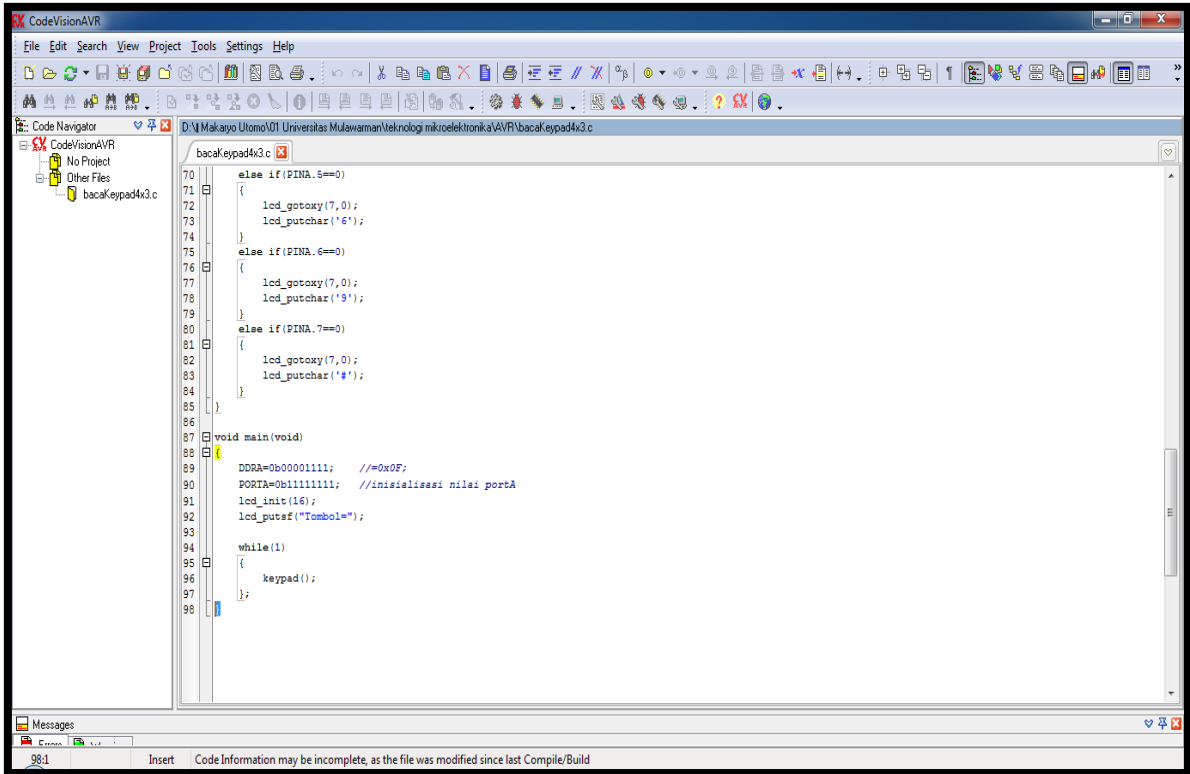 CodeVisionAVR
File Edit Search View Project Tools Settings Help
Code Navigator
D:\J Makaryo Utomo\01 Universitas Mulawarman\teknologi mikroelektronika\AVR\bacaKeypad4x3.c
CodeVisionAVR
No Project
Other Files
bacaKeypad4x3.c
bacaKeypad4x3.c
70 else if(PINA.5==0)
71 {
72 lcd_gotoxy(7,0);
73 lcd_putchar('6');
74 }
75 else if(PINA.6==0)
76 {
77 lcd_gotoxy(7,0);
78 lcd_putchar('9');
79 }
80 else if(PINA.7==0)
81 {
82 lcd_gotoxy(7,0);
83 lcd_putchar('#');
84 }
85 }
86
87 void main(void)
88 {
89 DDRA=0b00001111; //=0x0F;
90 PORTA=0b11111111; //inisialisasi nilai portA
91 lcd_init(16);
92 lcd_putsf("Tombol=");
93
94 while(1)
95 {
96 keypad();
97 };
98 }
Messages
98:1 Insert Code Information may be incomplete, as the file was modified since last Compile/Build